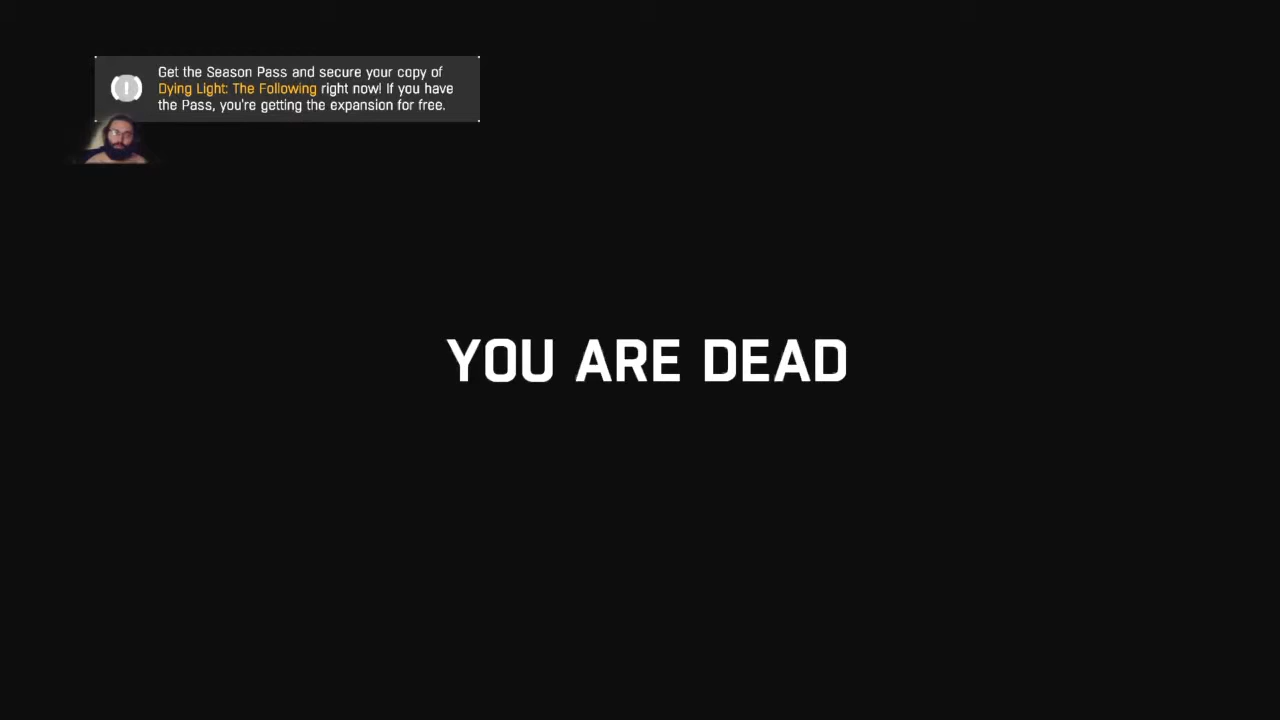 Get the Season Pass and secure your copy of
Dying Light: The Following right now! If you have
the Pass, you're getting the expansion for free.
YOU ARE DEAD